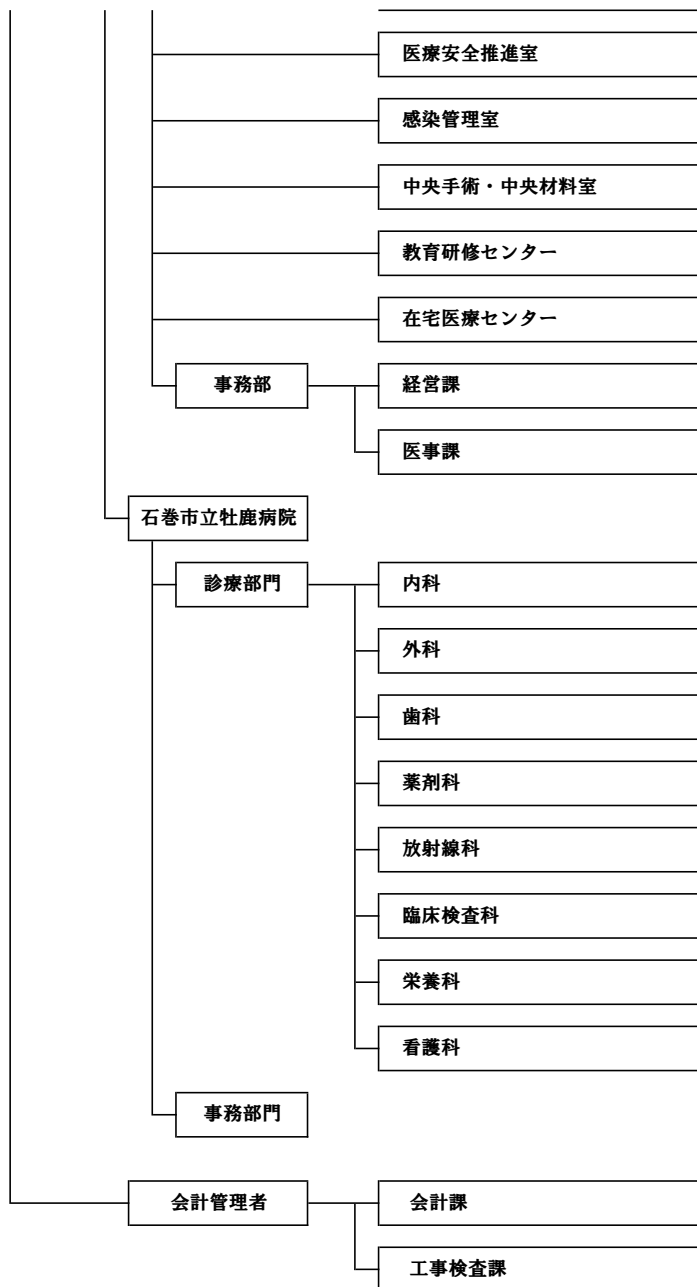 医療安全推進室
感染管理室
中央手術・中央材料室
教育研修センター
在宅医療センター
事務部
経営課
医事課
石巻市立牡鹿病院
診療部門
内科
外科
歯科
薬剤科
放射線科
臨床検査科
栄養科
看護科
事務部門
会計管理者
会計課
工事検査課